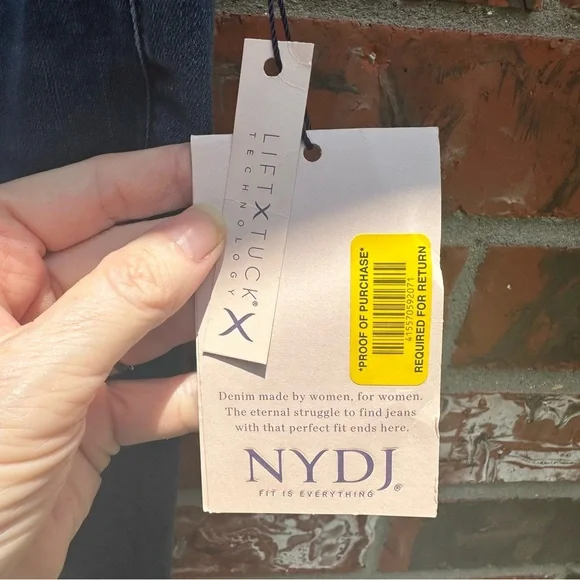 LIFT X TUCK®
TECHNOLOGY
X
*PROOF OF PURCHASE*
415570592071
REQUIRED FOR RETURN
Denim made by women, for women.
The eternal struggle to find jeans
with that perfect fit ends here.
NYDJ®
FIT IS EVERYTHING